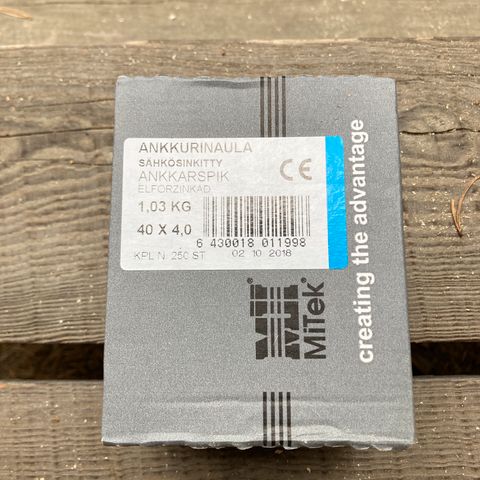 ANKKURINAULA
SÄHKÖSINKITTY
ANKKARSPIK
ELFÖRZINKAD
CE
1,03 KG
40 X 4,0
6 430018 011998
KPL N. 250 ST
02 10 2018
MiTek®
creating the advantage